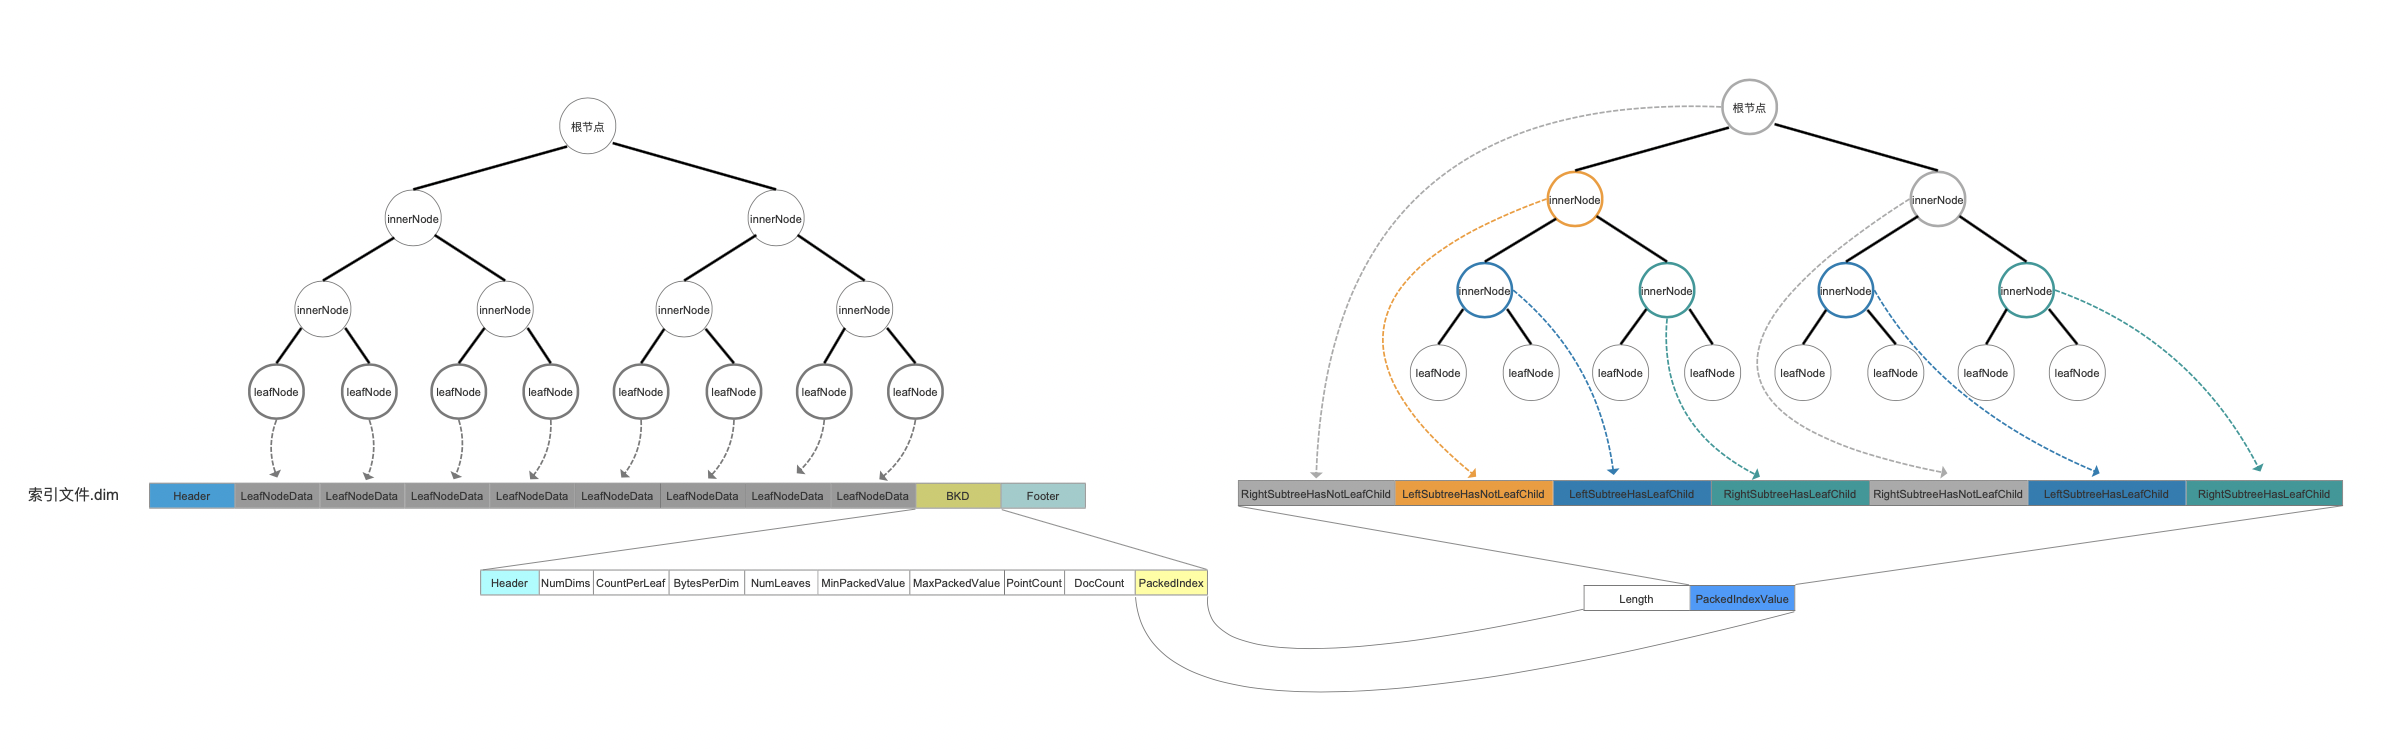 根节点
innerNode
innerNode
innerNode
innerNode
innerNode
innerNode
leafNode
leafNode
leafNode
leafNode
leafNode
leafNode
leafNode
leafNode
索引文件.dim
Header
LeafNodeData
LeafNodeData
LeafNodeData
LeafNodeData
LeafNodeData
LeafNodeData
LeafNodeData
LeafNodeData
BKD
Footer
Header
NumDims
CountPerLeaf
BytesPerDim
NumLeaves
MinPackedValue
MaxPackedValue
PointCount
DocCount
PackedIndex
根节点
innerNode
innerNode
innerNode
innerNode
innerNode
innerNode
leafNode
leafNode
leafNode
leafNode
leafNode
leafNode
leafNode
leafNode
RightSubtreeHasNotLeafChild
LeftSubtreeHasNotLeafChild
LeftSubtreeHasLeafChild
RightSubtreeHasLeafChild
RightSubtreeHasNotLeafChild
LeftSubtreeHasLeafChild
RightSubtreeHasLeafChild
Length
PackedIndexValue